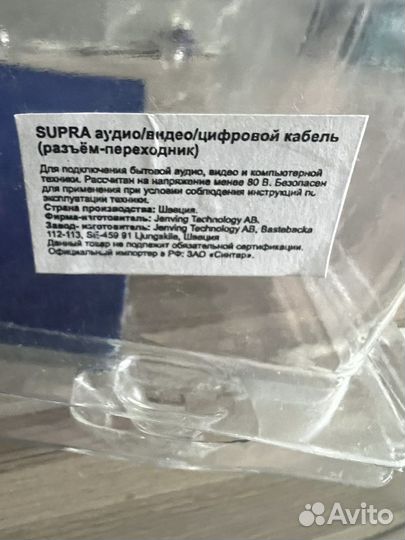 SUPRA аудио/видео/цифровой кабель
(разъём-переходник)
Для подключения бытовой аудио, видео и компьютерной
техники. Рассчитан на напряжение менее 80 В. Безопасен
для применения при условии соблюдения инструкций по
эксплуатации техники.
Страна производства: Швеция.
Фирма-изготовитель: Jenving Technology AB.
Завод- изготовитель: Jenving Technology AB, Bastebacka
112-113, SE-459 91 Ljungskile, Швеция
Данный товар не подлежит обязательной сертификации.
Официальный импортер в РФ: ЗАО «Синтар».
Avito